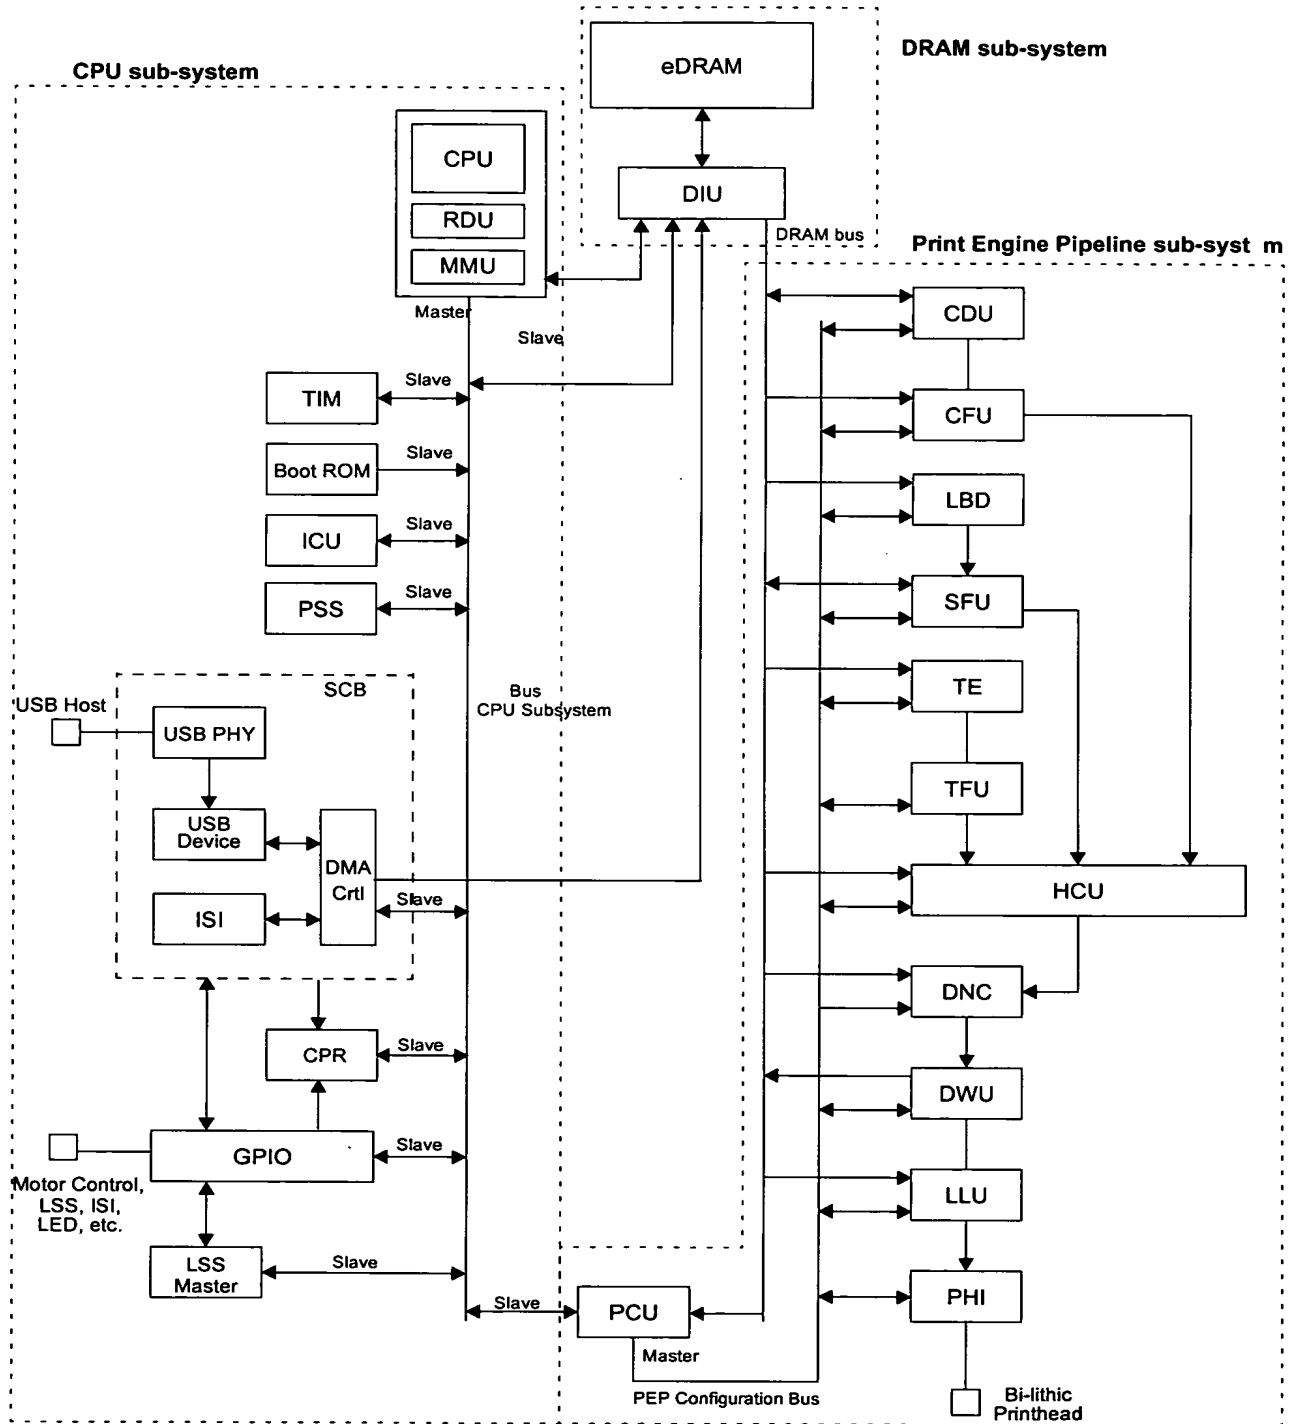 CPU sub-system
DRAM sub-system
eDRAM
CPU
RDU
MMU
Master
DIU
DRAM bus
Print Engine Pipeline sub-syst m
Slave
TIM
Slave
Boot ROM
Slave
ICU
Slave
PSS
Slave
SCB
USB Host
USB PHY
USB
Device
DMA
Crtl
ISI
Slave
Bus
CPU Subsystem
CPR
Slave
GPIO
Slave
Motor Control,
LSS, ISI,
LED, etc.
LSS
Master
Slave
Slave
PCU
Master
PEP Configuration Bus
CDU
CFU
LBD
SFU
TE
TFU
HCU
DNC
DWU
LLU
PHI
Bi-lithic
Printhead